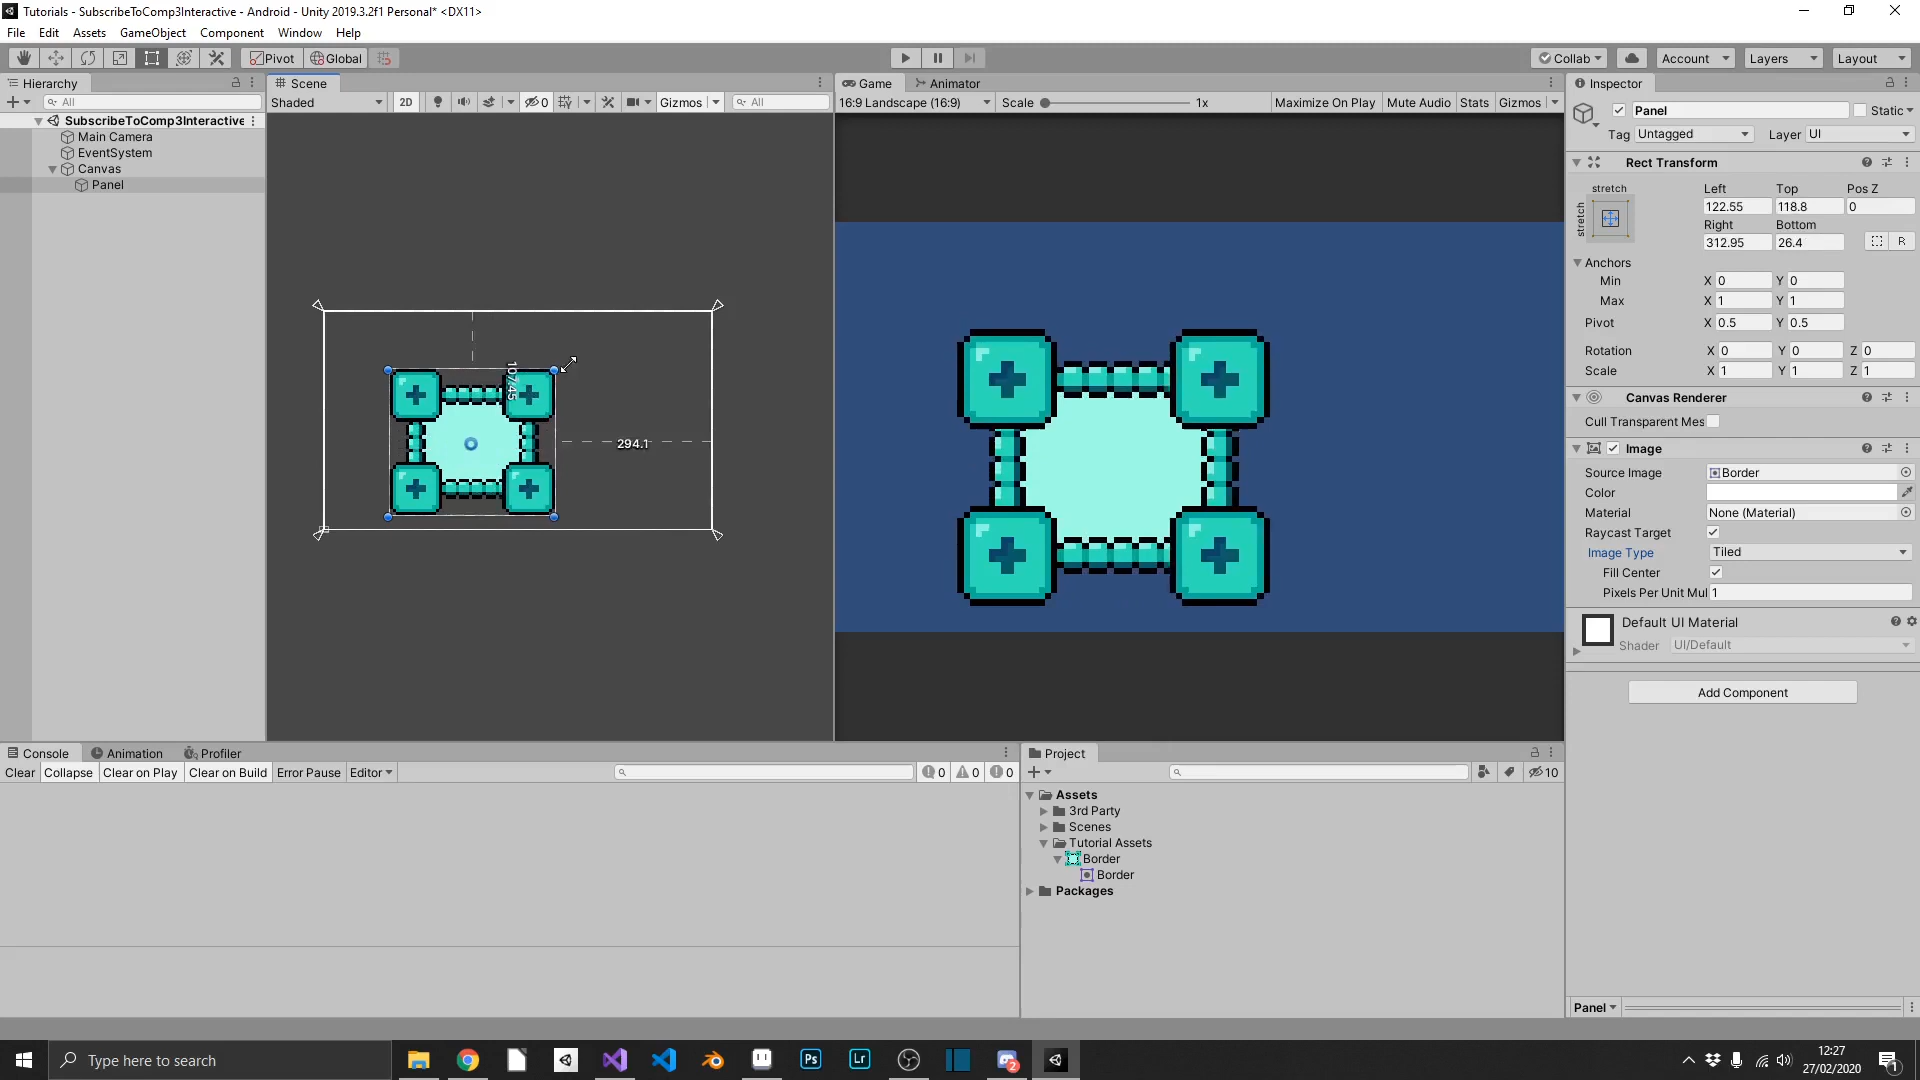 Tutorials - SubscribeToComp3Interactive - Android - Unity 2019.3.2f1 Personal* <DX11>
File Edit Assets GameObject Component Window Help
Pivot Global Collab Account Layers Layout
Hierarchy
All
SubscribeToComp3Interactive
Main Camera
EventSystem
Canvas
Panel
Scene
Shaded 2D 0 Gizmos All
107.45
294.1
Game Animator
16:9 Landscape (16:9) Scale 1x Maximize On Play Mute Audio Stats Gizmos
Inspector
Panel Static
Tag Untagged Layer UI
Rect Transform
stretch Left Top Pos Z
stretch 122.55 118.8 0
Right Bottom
312.95 26.4 R
Anchors
Min X 0 Y 0
Max X 1 Y 1
Pivot X 0.5 Y 0.5
Rotation X 0 Y 0 Z 0
Scale X 1 Y 1 Z 1
Canvas Renderer
Cull Transparent Mes
Image
Source Image Border
Color
Material None (Material)
Raycast Target
Image Type Tiled
Fill Center
Pixels Per Unit Mul 1
Default UI Material
Shader UI/Default
Add Component
Panel
Console Animation Profiler
Clear Collapse Clear on Play Clear on Build Error Pause Editor 0 0 0
Project
10
Assets
3rd Party
Scenes
Tutorial Assets
Border
Border
Packages
Type here to search
Ps
Lr
2
12:27
27/02/2020
1